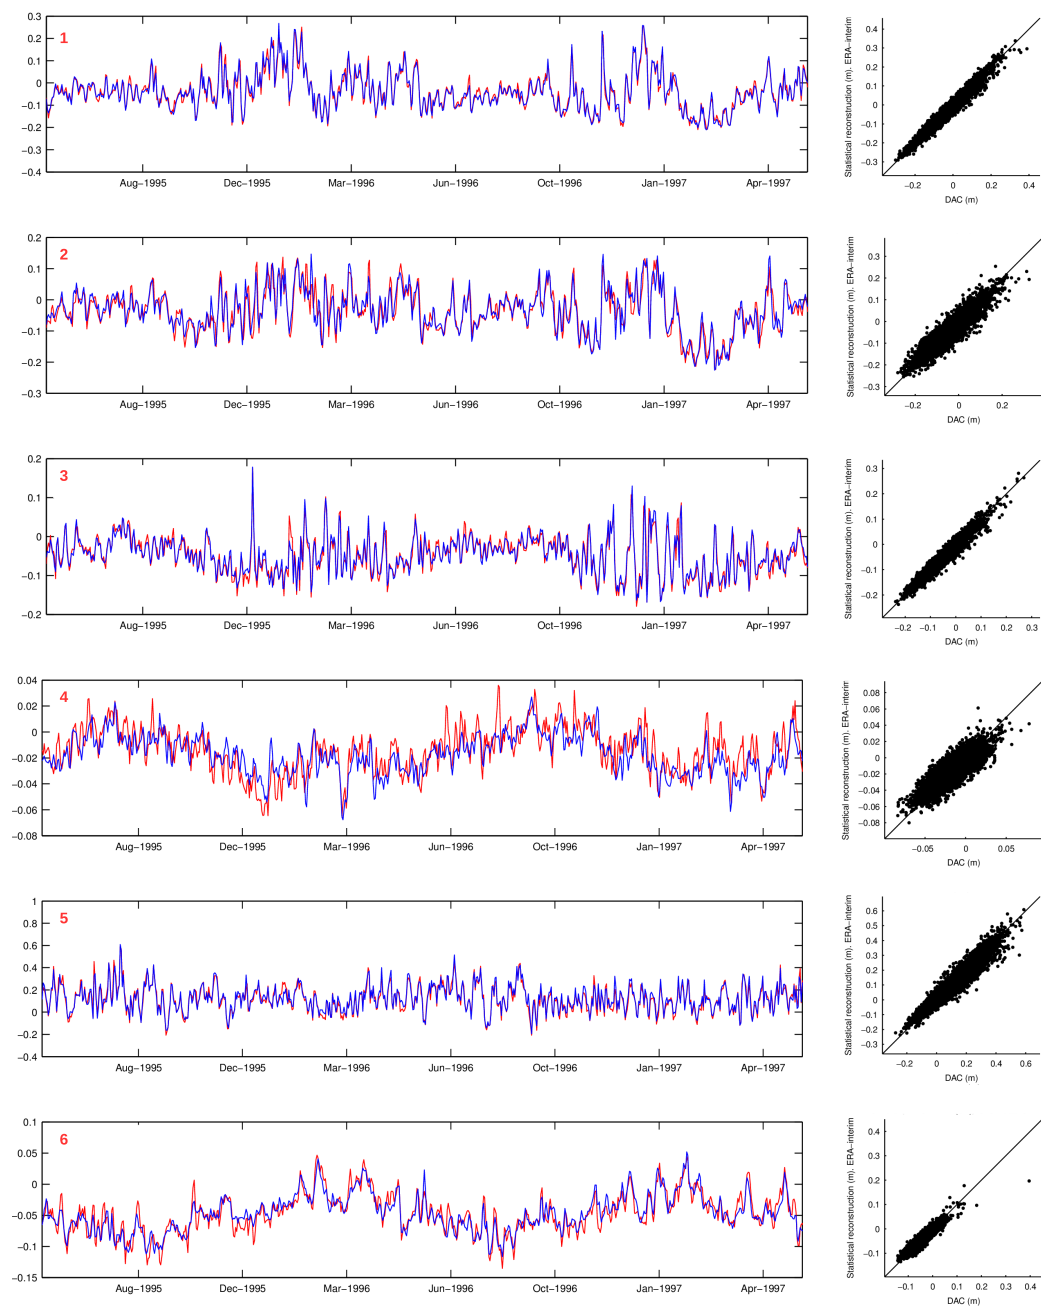 1
0.3
0.2
0.1
0
−0.1
−0.2
−0.3
−0.4
Aug−1995
Dec−1995
Mar−1996
Jun−1996
Oct−1996
Jan−1997
Apr−1997
Statistical reconstruction (m), ERA−interim
0.4
0.3
0.2
0.1
0
−0.1
−0.2
−0.3
−0.2
0
0.2
0.4
DAC (m)
2
0.2
0.1
0
−0.1
−0.2
−0.3
Aug−1995
Dec−1995
Mar−1996
Jun−1996
Oct−1996
Jan−1997
Apr−1997
Statistical reconstruction (m), ERA−interim
0.3
0.2
0.1
0
−0.1
−0.2
−0.3
−0.2
0
0.2
DAC (m)
3
0.2
0.1
0
−0.1
−0.2
Aug−1995
Dec−1995
Mar−1996
Jun−1996
Oct−1996
Jan−1997
Apr−1997
Statistical reconstruction (m), ERA−interim
0.3
0.2
0.1
0
−0.1
−0.2
−0.2
−0.1
0
0.1
0.2
0.3
DAC (m)
4
0.04
0.02
0
−0.02
−0.04
−0.06
−0.08
Aug−1995
Dec−1995
Mar−1996
Jun−1996
Oct−1996
Jan−1997
Apr−1997
Statistical reconstruction (m), ERA−interim
0.08
0.06
0.04
0.02
0
−0.02
−0.04
−0.06
−0.08
−0.05
0
0.05
DAC (m)
5
1
0.8
0.6
0.4
0.2
0
−0.2
−0.4
Aug−1995
Dec−1995
Mar−1996
Jun−1996
Oct−1996
Jan−1997
Apr−1997
Statistical reconstruction (m), ERA−interim
0.6
0.5
0.4
0.3
0.2
0.1
0
−0.1
−0.2
−0.3
−0.2
0
0.2
0.4
0.6
DAC (m)
6
0.1
0.05
0
−0.05
−0.1
−0.15
Aug−1995
Dec−1995
Mar−1996
Jun−1996
Oct−1996
Jan−1997
Apr−1997
Statistical reconstruction (m), ERA−interim
0.4
0.3
0.2
0.1
0
−0.1
−0.1
0
0.1
0.2
0.3
0.4
DAC (m)